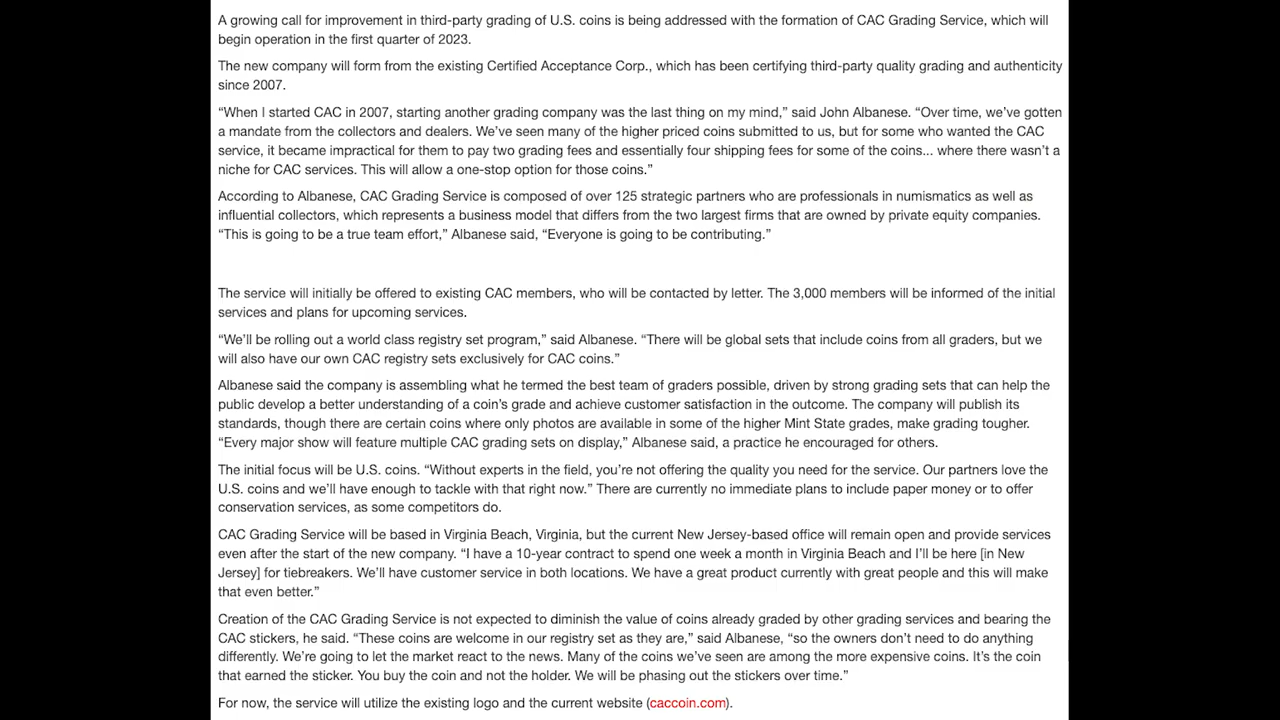 A growing call for improvement in third-party grading of U.S. coins is being addressed with the formation of CAC Grading Service, which will
begin operation in the first quarter of 2023.
The new company will form from the existing Certified Acceptance Corp., which has been certifying third-party quality grading and authenticity
since 2007.
“When I started CAC in 2007, starting another grading company was the last thing on my mind,” said John Albanese. “Over time, we’ve gotten
a mandate from the collectors and dealers. We’ve seen many of the higher priced coins submitted to us, but for some who wanted the CAC
service, it became impractical for them to pay two grading fees and essentially four shipping fees for some of the coins... where there wasn’t a
niche for CAC services. This will allow a one-stop option for those coins.”
According to Albanese, CAC Grading Service is composed of over 125 strategic partners who are professionals in numismatics as well as
influential collectors, which represents a business model that differs from the two largest firms that are owned by private equity companies.
“This is going to be a true team effort,” Albanese said, “Everyone is going to be contributing.”
The service will initially be offered to existing CAC members, who will be contacted by letter. The 3,000 members will be informed of the initial
services and plans for upcoming services.
“We’ll be rolling out a world class registry set program,” said Albanese. “There will be global sets that include coins from all graders, but we
will also have our own CAC registry sets exclusively for CAC coins.”
Albanese said the company is assembling what he termed the best team of graders possible, driven by strong grading sets that can help the
public develop a better understanding of a coin’s grade and achieve customer satisfaction in the outcome. The company will publish its
standards, though there are certain coins where only photos are available in some of the higher Mint State grades, make grading tougher.
“Every major show will feature multiple CAC grading sets on display,” Albanese said, a practice he encouraged for others.
The initial focus will be U.S. coins. “Without experts in the field, you’re not offering the quality you need for the service. Our partners love the
U.S. coins and we’ll have enough to tackle with that right now.” There are currently no immediate plans to include paper money or to offer
conservation services, as some competitors do.
CAC Grading Service will be based in Virginia Beach, Virginia, but the current New Jersey-based office will remain open and provide services
even after the start of the new company. “I have a 10-year contract to spend one week a month in Virginia Beach and I’ll be here [in New
Jersey] for tiebreakers. We’ll have customer service in both locations. We have a great product currently with great people and this will make
that even better.”
Creation of the CAC Grading Service is not expected to diminish the value of coins already graded by other grading services and bearing the
CAC stickers, he said. “These coins are welcome in our registry set as they are,” said Albanese, “so the owners don’t need to do anything
differently. We’re going to let the market react to the news. Many of the coins we’ve seen are among the more expensive coins. It’s the coin
that earned the sticker. You buy the coin and not the holder. We will be phasing out the stickers over time.”
For now, the service will utilize the existing logo and the current website (caccoin.com).